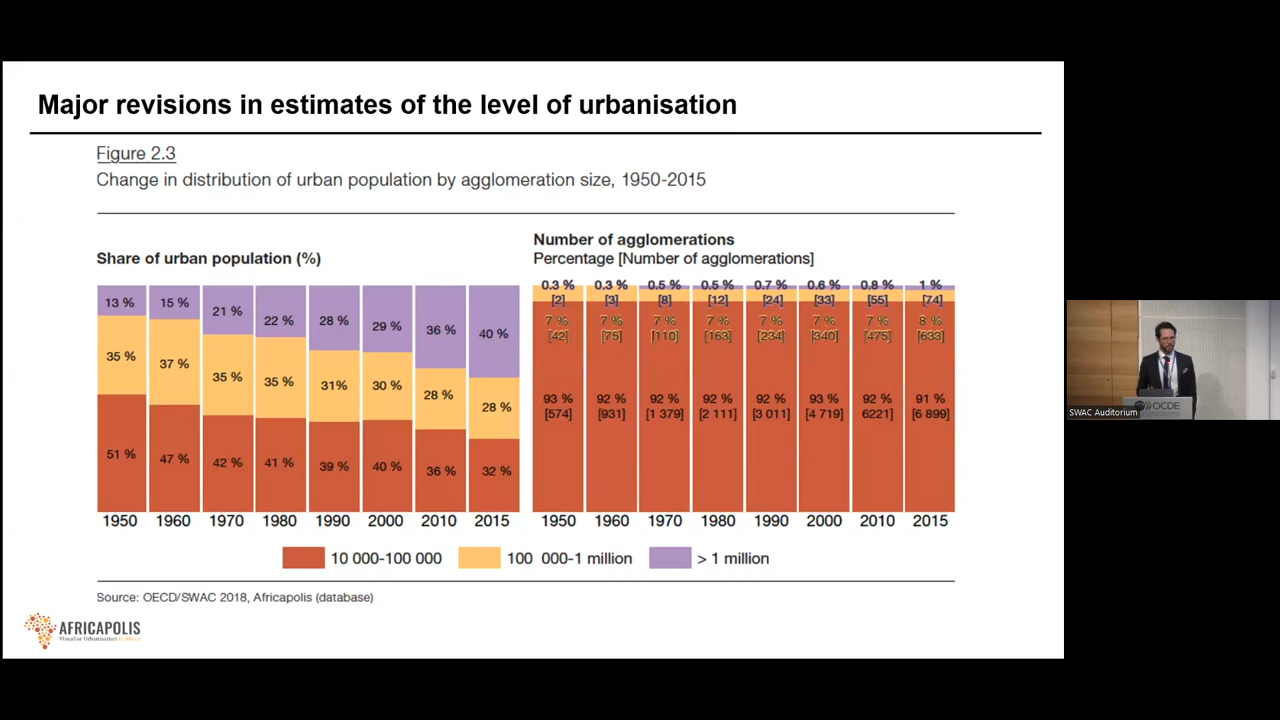 Major revisions in estimates of the level of urbanisation
Figure 2.3
Change in distribution of urban population by agglomeration size, 1950-2015
Share of urban population (%)
13 % 15 % 21 % 22 % 28 % 29 % 36 % 40 %
35 % 37 % 35 % 35 % 31% 30 % 28 % 28 %
51 % 47 % 42 % 41 % 39 % 40 % 36 % 32 %
1950 1960 1970 1980 1990 2000 2010 2015
Number of agglomerations
Percentage [Number of agglomerations]
0.3 % 0.3 % 0.5 % 0.5 % 0.7 % 0.6 % 0.8 % 1 %
[2] [3] [8] [12] [24] [33] [55] [74]
7 % 7 % 7 % 7 % 7 % 7 % 7 % 8 %
[42] [75] [110] [163] [234] [340] [475] [633]
93 % 92 % 92 % 92 % 92 % 93 % 92 % 91 %
[574] [931] [1 379] [2 111] [3 011] [4 719] 6221] [6 899]
1950 1960 1970 1980 1990 2000 2010 2015
10 000-100 000 100 000-1 million > 1 million
Source: OECD/SWAC 2018, Africapolis (database)
AFRICAPOLIS
Visualise Urbanisation in Africa
OCDE
SWAC Auditorium